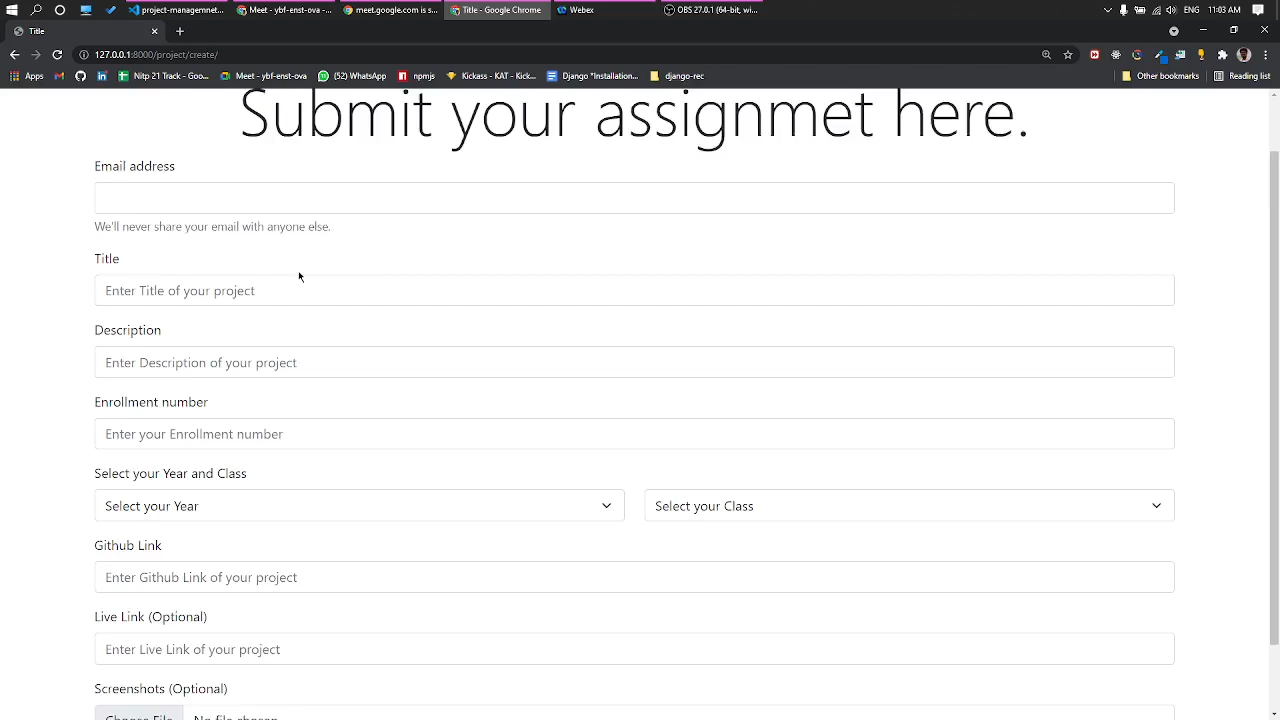 project-managemen...
Meet - ybf-enst-ova - ...
meet.google.com is s...
Title - Google Chrome
Webex
OBS 27.0.1 (64-bit, wi...
ENG
11:03 AM
Title
127.0.0.1:8000/project/create/
Apps
Nitp 21 Track - Goo...
Meet - ybf-enst-ova
(52) WhatsApp
npmjs
Kickass - KAT - Kick...
Django *Installation...
django-rec
Other bookmarks
Reading list
Submit your assignmet here.
Email address
We'll never share your email with anyone else.
Title
Enter Title of your project
Description
Enter Description of your project
Enrollment number
Enter your Enrollment number
Select your Year and Class
Select your Year
Select your Class
Github Link
Enter Github Link of your project
Live Link (Optional)
Enter Live Link of your project
Screenshots (Optional)
Choose File
No file chosen